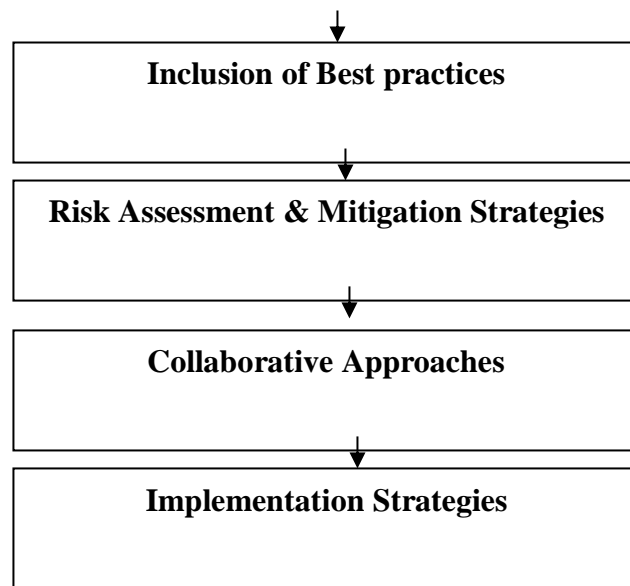 Inclusion of Best practices
Risk Assessment & Mitigation Strategies
Collaborative Approaches
Implementation Strategies